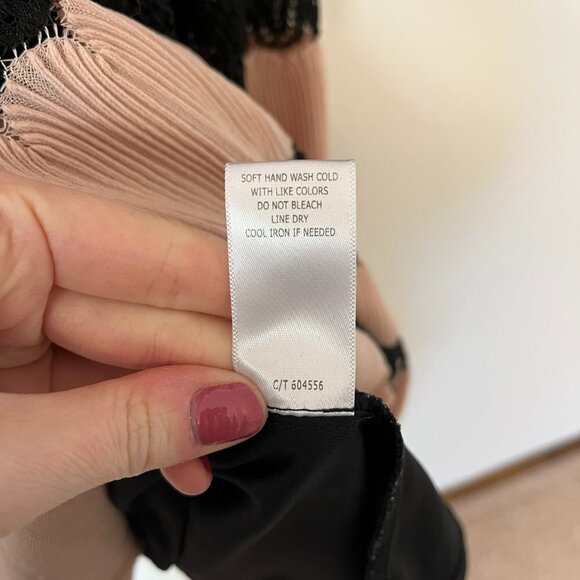 SOFT HAND WASH COLD
WITH LIKE COLORS
DO NOT BLEACH
LINE DRY
COOL IRON IF NEEDED
C/T 604556